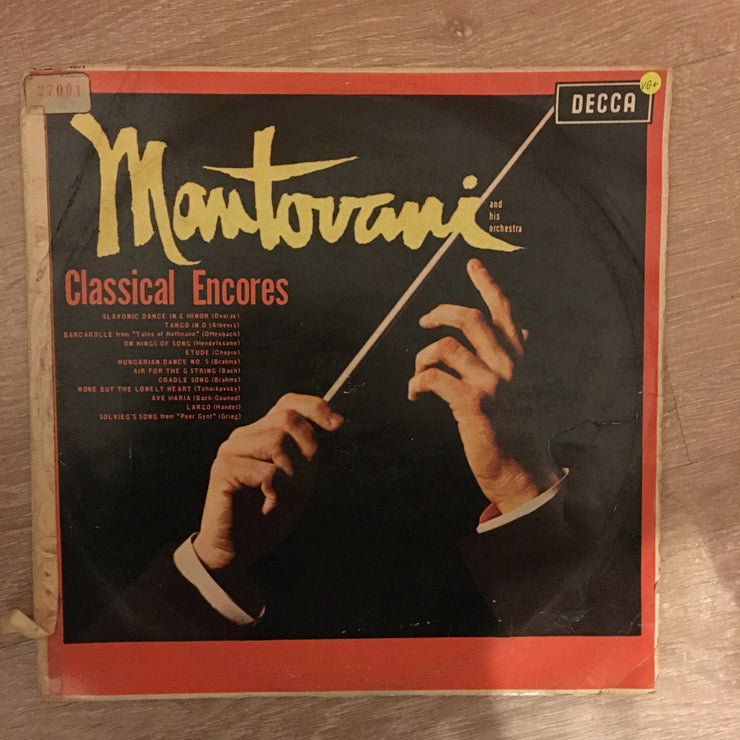 27001
DECCA
VG+
Mantovani
and
his
orchestra
Classical Encores
SLAVONIC DANCE IN E MINOR (Dvorak)
TANGO IN D (Albeniz)
BARCAROLLE from "Tales of Hoffmann" (Offenbach)
ON WINGS OF SONG (Mendelssohn)
ETUDE (Chopin)
HUNGARIAN DANCE NO. 5 (Brahms)
AIR FOR THE G STRING (Bach)
CRADLE SONG (Brahms)
NONE BUT THE LONELY HEART (Tchaikovsky)
AVE MARIA (Bach-Gounod)
LARGO (Handel)
SOLVIEG'S SONG from "Peer Gynt" (Grieg)